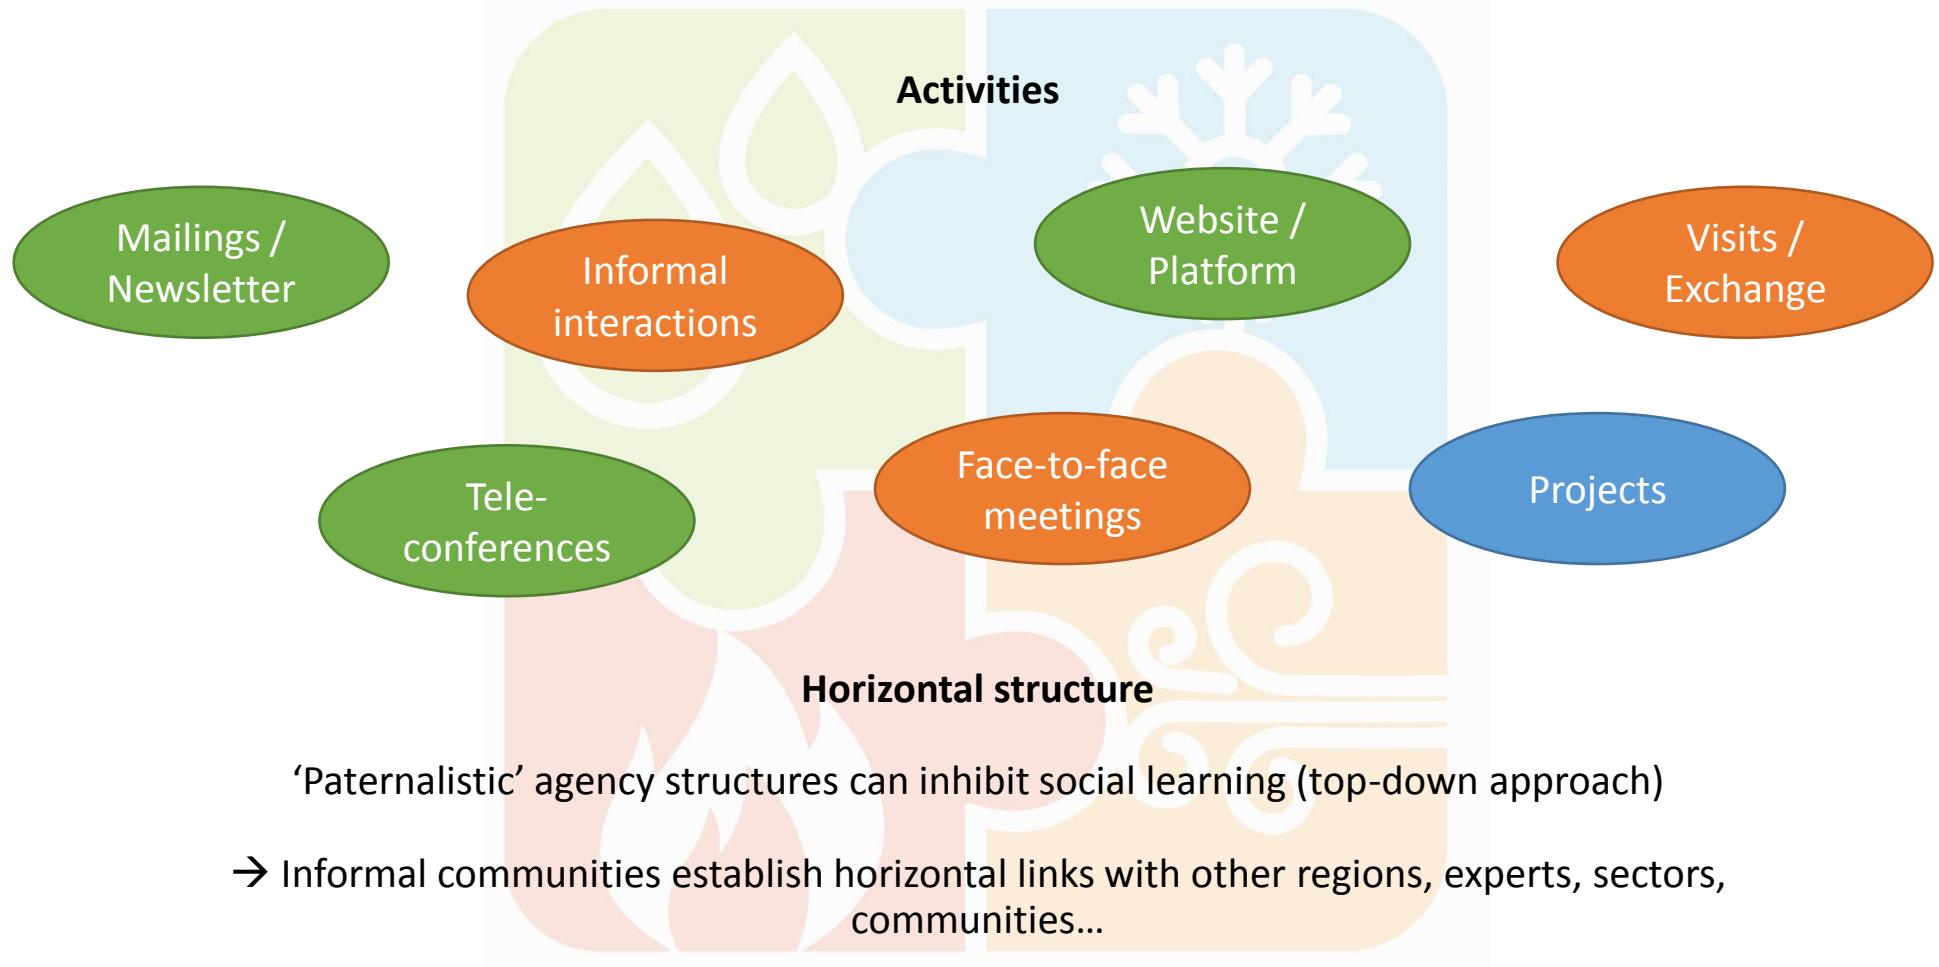 Activities
Mailings /
Newsletter
Informal
interactions
Website /
Platform
Visits /
Exchange
Tele-
conferences
Face-to-face
meetings
Projects
Horizontal structure
‘Paternalistic’ agency structures can inhibit social learning (top-down approach)
→ Informal communities establish horizontal links with other regions, experts, sectors,
communities…